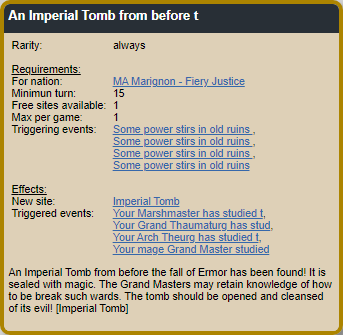 An Imperial Tomb from before t
Rarity: always
Requirements:
For nation: MA Marignon - Fiery Justice
Minimun turn: 15
Free sites available: 1
Max per game: 1
Triggering events: Some power stirs in old ruins ,
Some power stirs in old ruins ,
Some power stirs in old ruins ,
Some power stirs in old ruins
Effects:
New site: Imperial Tomb
Triggered events: Your Marshmaster has studied t,
Your Grand Thaumaturg has stud,
Your Arch Theurg has studied t,
Your mage Grand Master studied
An Imperial Tomb from before the fall of Ermor has been found! It is
sealed with magic. The Grand Masters may retain knowledge of how
to be break such wards. The tomb should be opened and cleansed
of its evil! [Imperial Tomb]